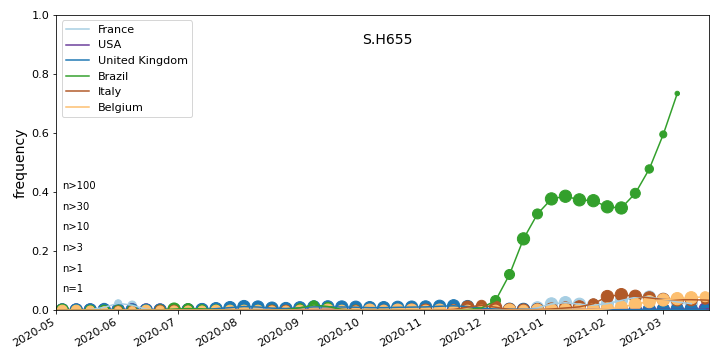 S.H655
France
USA
United Kingdom
Brazil
Italy
Belgium
frequency
1.0
0.8
0.6
0.4
0.2
0.0
n>100
n>30
n>10
n>3
n>1
n=1
2020-05
2020-06
2020-07
2020-08
2020-09
2020-10
2020-11
2020-12
2021-01
2021-02
2021-03